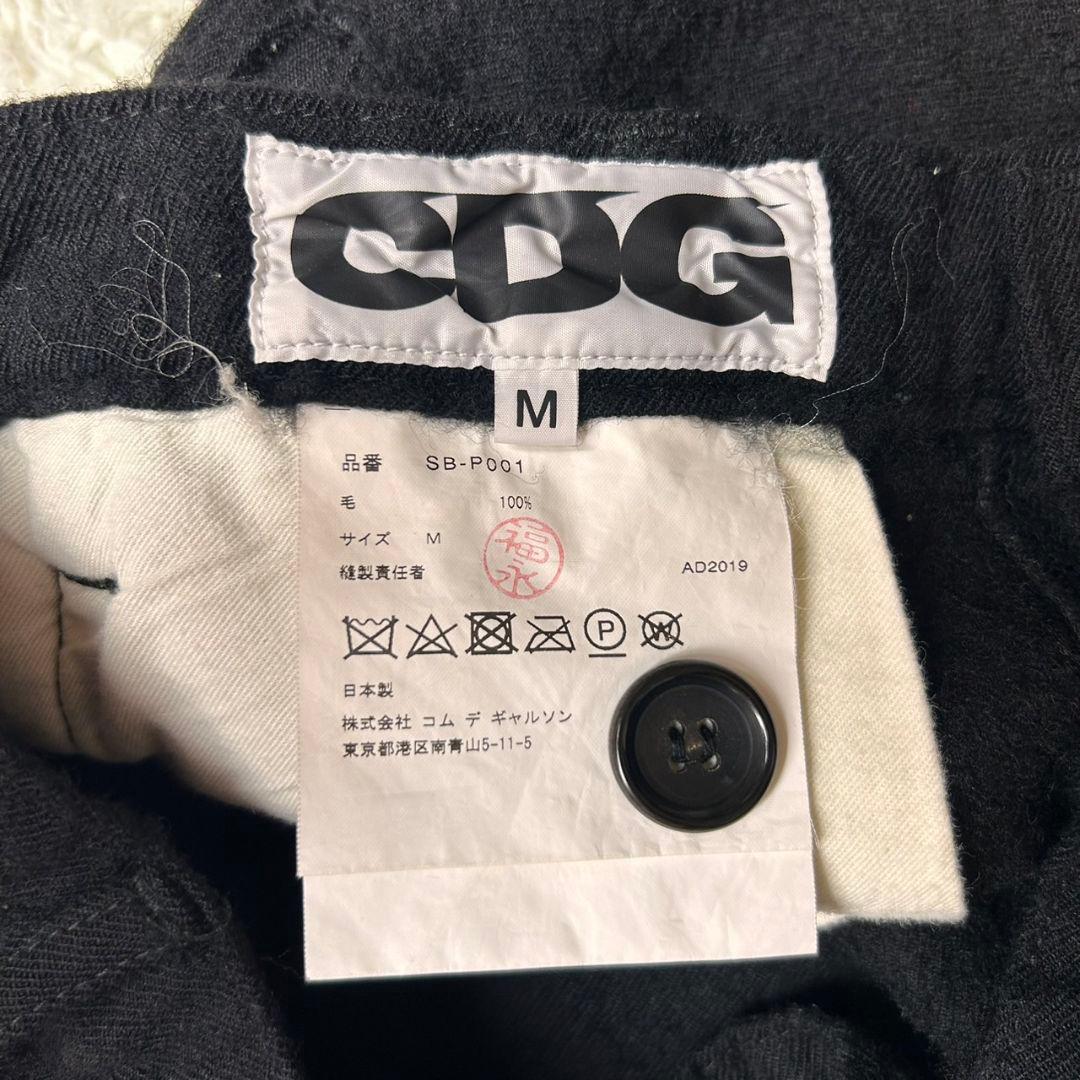 CDG
M
品番 SB-P001
毛 100%
サイズ M
福永
縫製責任者 AD2019
P W
日本製
株式会社 コム デ ギャルソン
東京都港区南青山5-11-5